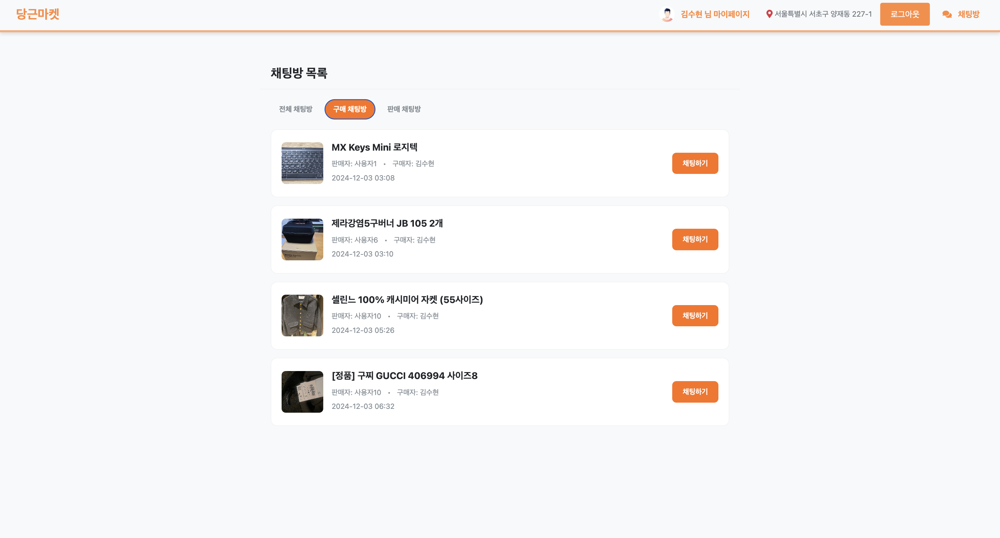 당근마켓
김수현 님 마이페이지
서울특별시 서초구 양재동 227-1
로그아웃
채팅방
채팅방 목록
전체 채팅방
구매 채팅방
판매 채팅방
MX Keys Mini 로지텍
판매자: 사용자1 • 구매자: 김수현
2024-12-03 03:08
채팅하기
제라강염5구버너 JB 105 2개
판매자: 사용자6 • 구매자: 김수현
2024-12-03 03:10
채팅하기
셀린느 100% 캐시미어 자켓 (55사이즈)
판매자: 사용자10 • 구매자: 김수현
2024-12-03 05:26
채팅하기
[정품] 구찌 GUCCI 406994 사이즈8
판매자: 사용자10 • 구매자: 김수현
2024-12-03 06:32
채팅하기